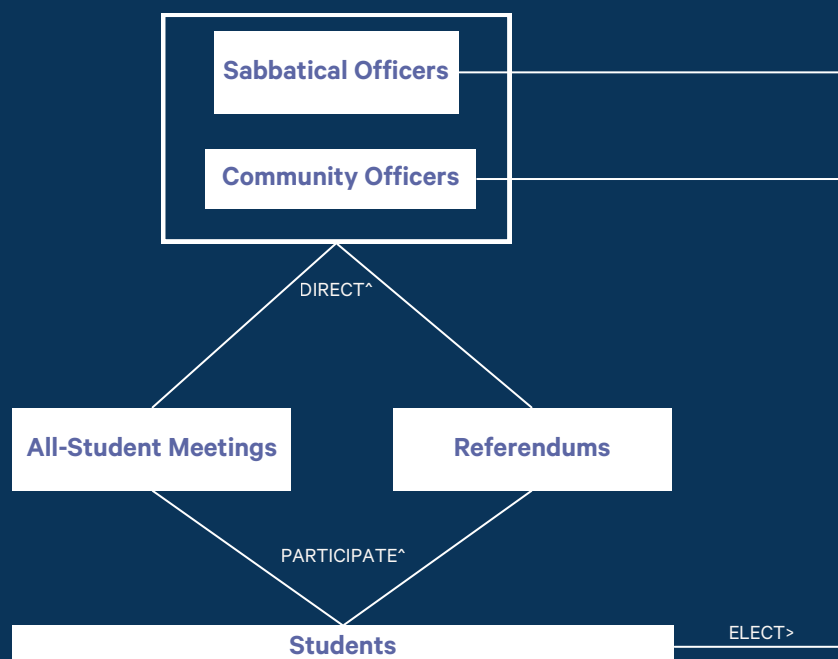 Sabbatical Officers
Community Officers
DIRECT^
All-Student Meetings
Referendums
PARTICIPATE^
Students
ELECT>